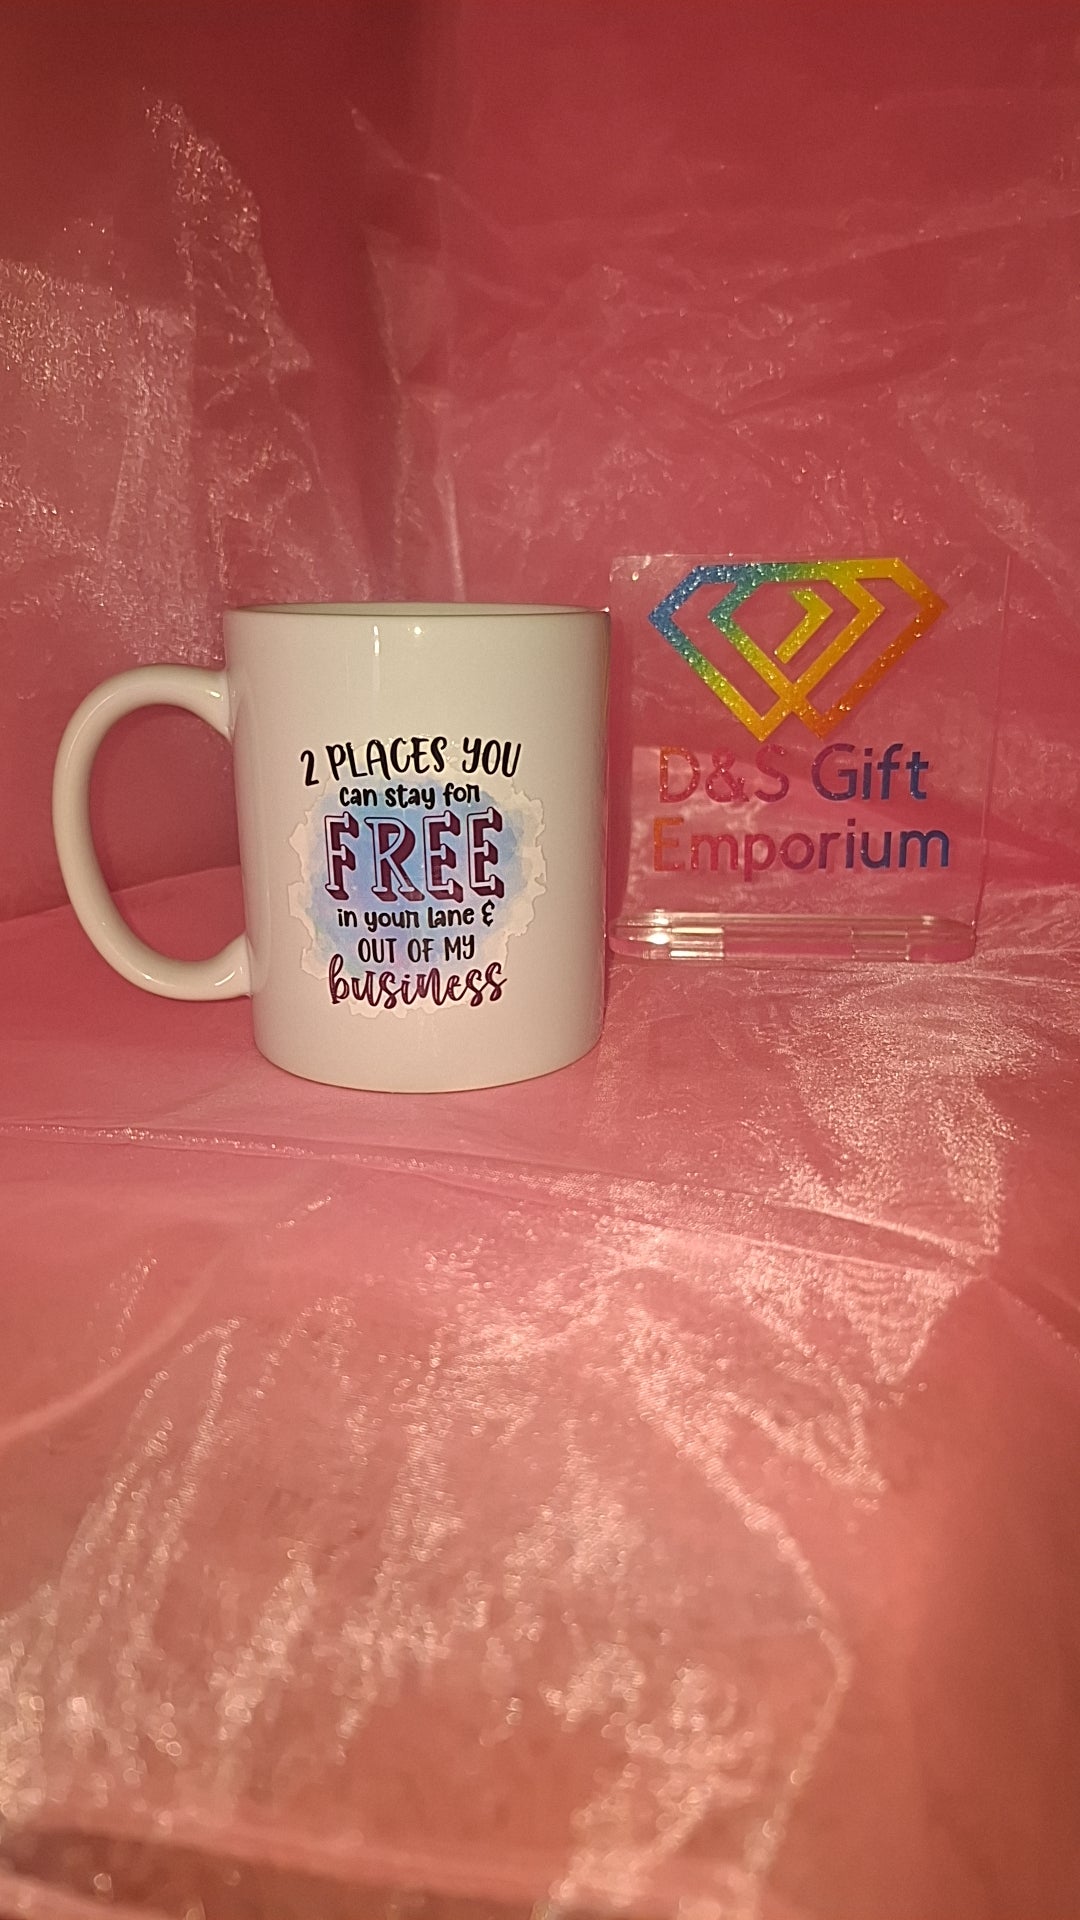 2 PLACES YOU
can stay for
FREE
in your lane &
OUT OF MY
business
D&S Gift
Emporium